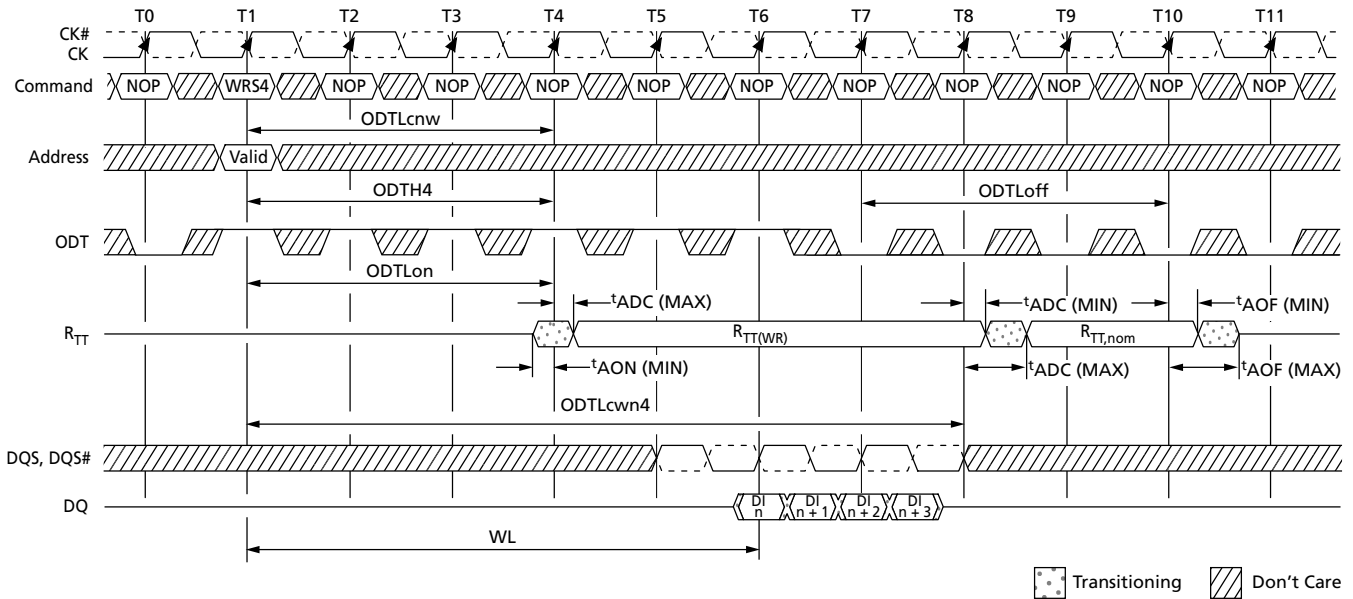 T0 T1 T2 T3 T4 T5 T6 T7 T8 T9 T10 T11
CK#
CK
Command NOP WRS4 NOP NOP NOP NOP NOP NOP NOP NOP NOP NOP
ODTLcnw
Address Valid
ODTH4 ODTLoff
ODT
ODTLon
tADC (MAX) tADC (MIN) tAOF (MIN)
RTT RTT(WR) RTT,nom
tAON (MIN) tADC (MAX) tAOF (MAX)
ODTLcwn4
DQS, DQS#
DQ DI n DI n + 1 DI n + 2 DI n + 3
WL
Transitioning Don't Care